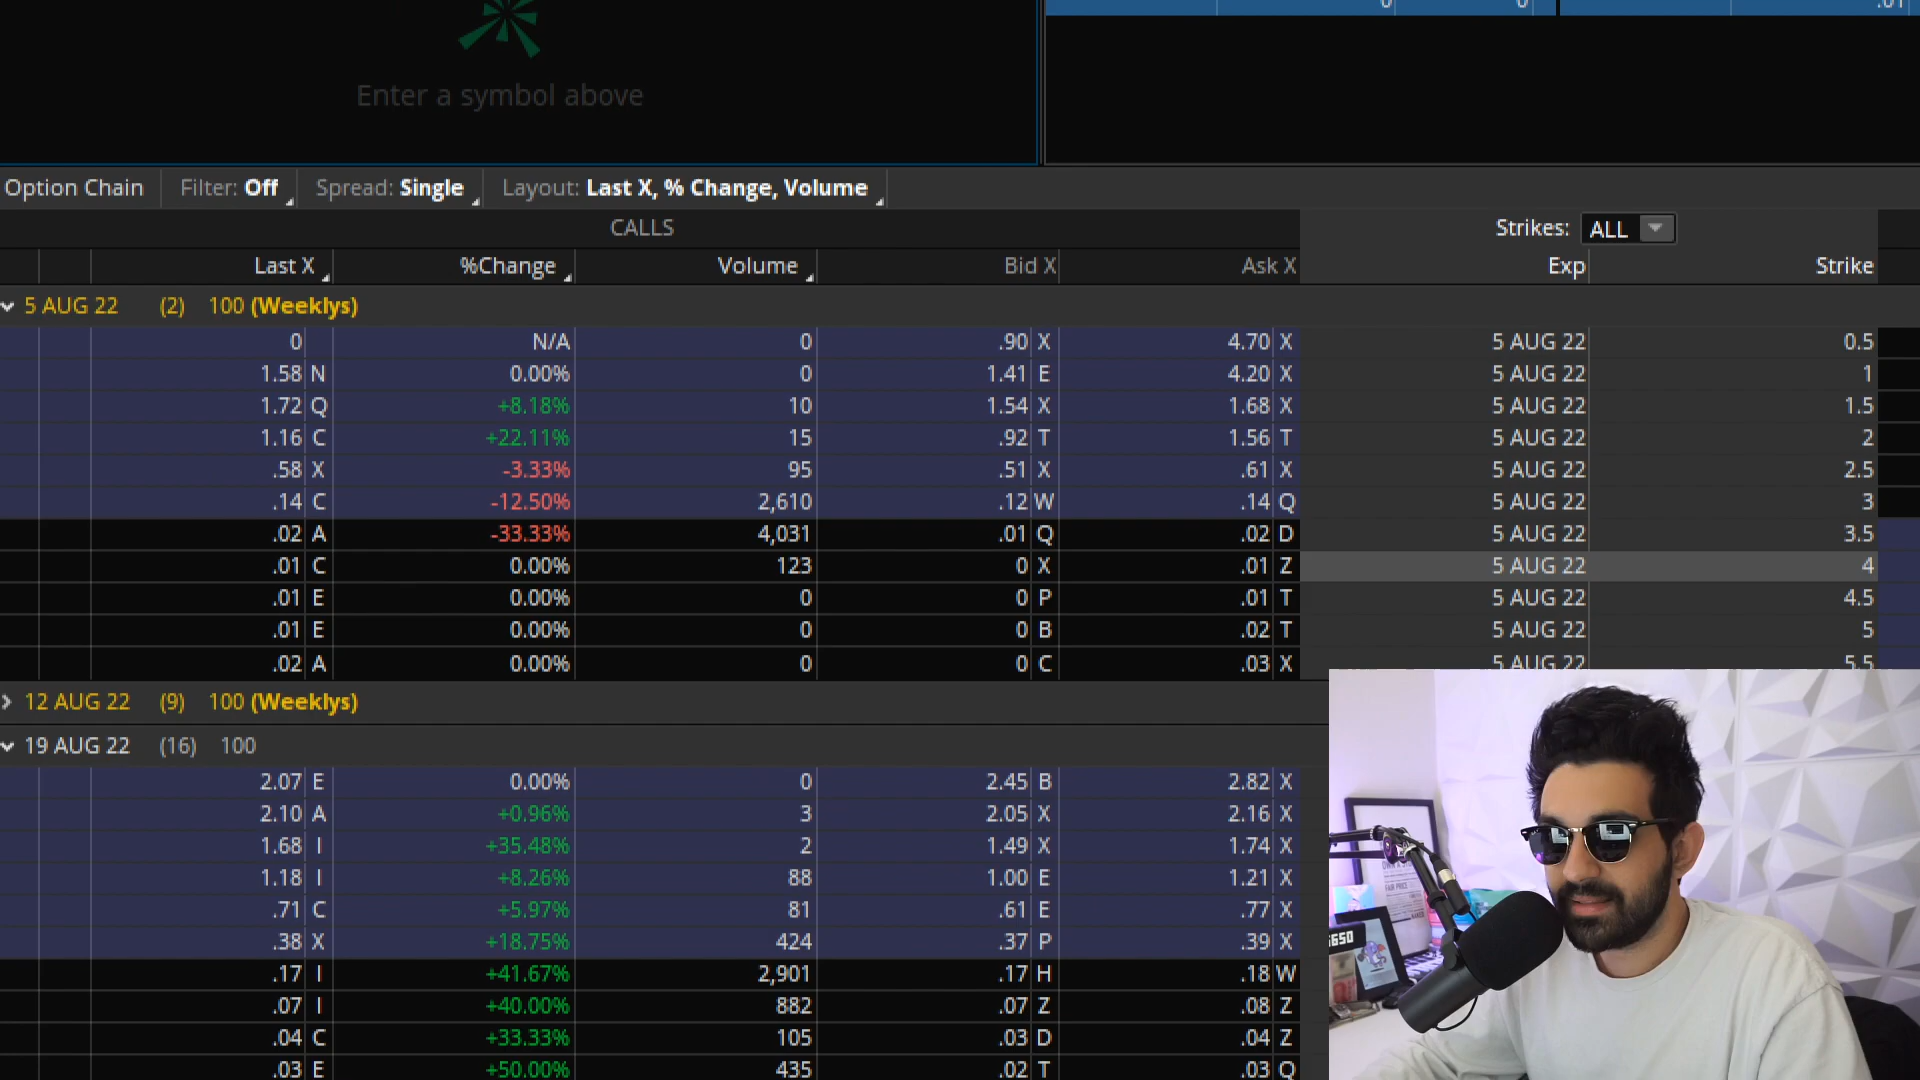 0 0 .01
Enter a symbol above
Option Chain Filter: Off Spread: Single Layout: Last X, % Change, Volume
CALLS Strikes: ALL
Last X %Change Volume Bid X Ask X Exp Strike
5 AUG 22 (2) 100 (Weeklys)
0 N/A 0 .90 X 4.70 X 5 AUG 22 0.5
1.58 N 0.00% 0 1.41 E 4.20 X 5 AUG 22 1
1.72 Q +8.18% 10 1.54 X 1.68 X 5 AUG 22 1.5
1.16 C +22.11% 15 .92 T 1.56 T 5 AUG 22 2
.58 X -3.33% 95 .51 X .61 X 5 AUG 22 2.5
.14 C -12.50% 2,610 .12 W .14 Q 5 AUG 22 3
.02 A -33.33% 4,031 .01 Q .02 D 5 AUG 22 3.5
.01 C 0.00% 123 0 X .01 Z 5 AUG 22 4
.01 E 0.00% 0 0 P .01 T 5 AUG 22 4.5
.01 E 0.00% 0 0 B .02 T 5 AUG 22 5
.02 A 0.00% 0 0 C .03 X 5 AUG 22 5.5
12 AUG 22 (9) 100 (Weeklys)
19 AUG 22 (16) 100
2.07 E 0.00% 0 2.45 B 2.82 X
2.10 A +0.96% 3 2.05 X 2.16 X
1.68 I +35.48% 2 1.49 X 1.74 X
1.18 I +8.26% 88 1.00 E 1.21 X
.71 C +5.97% 81 .61 E .77 X
.38 X +18.75% 424 .37 P .39 X
.17 I +41.67% 2,901 .17 H .18 W
.07 I +40.00% 882 .07 Z .08 Z
.04 C +33.33% 105 .03 D .04 Z
.03 E +50.00% 435 .02 T .03 Q
FAIR PRICE